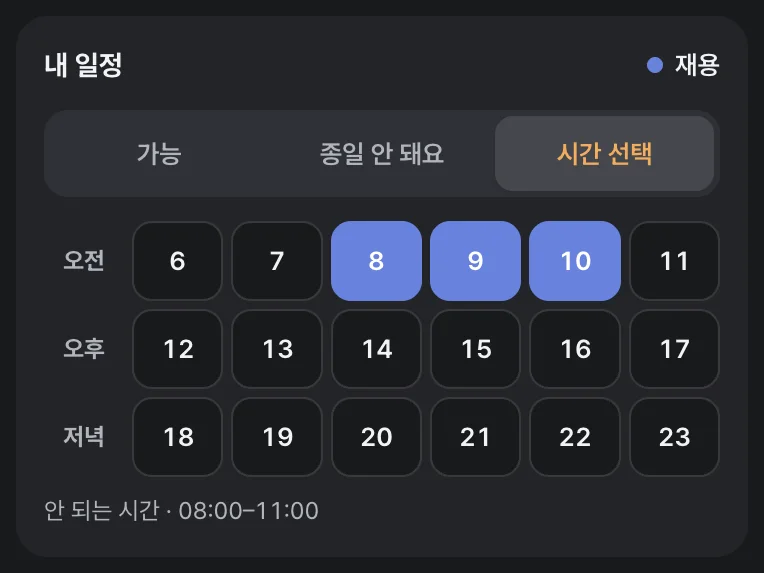 내 일정 재용
가능 종일 안 돼요 시간 선택
오전 6 7 8 9 10 11
오후 12 13 14 15 16 17
저녁 18 19 20 21 22 23
안 되는 시간 · 08:00–11:00